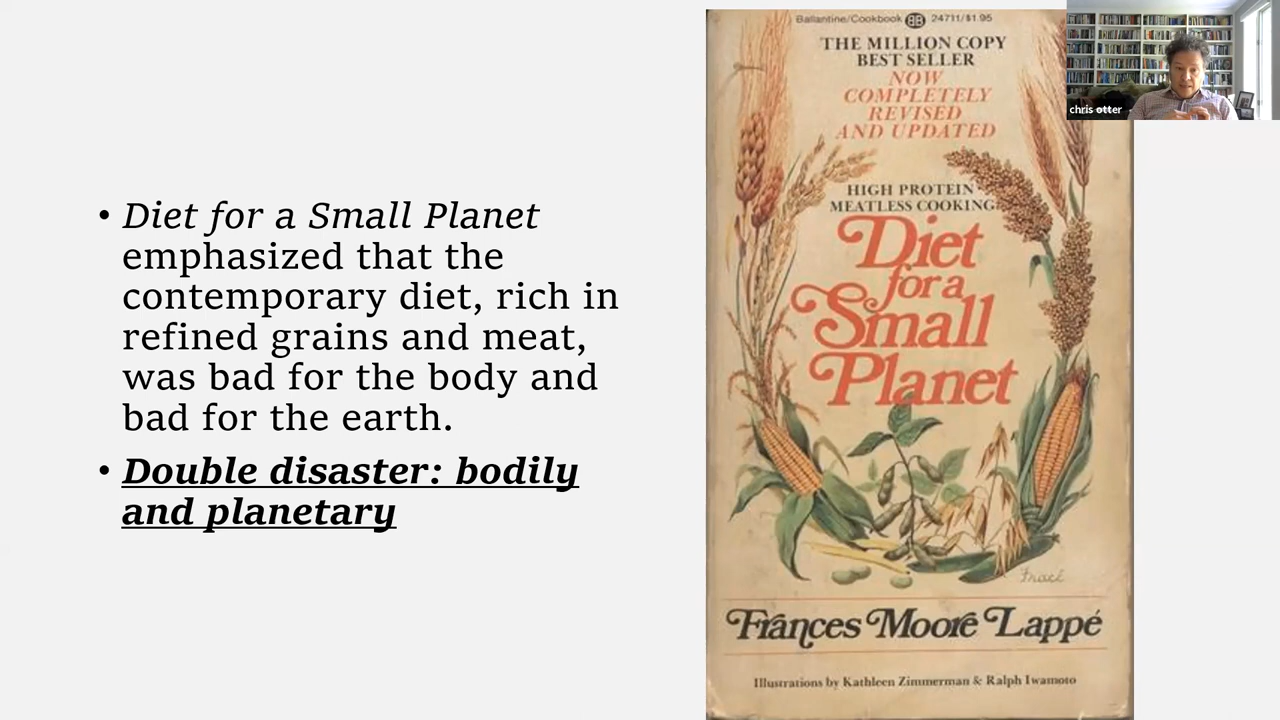 • Diet for a Small Planet
emphasized that the
contemporary diet, rich in
refined grains and meat,
was bad for the body and
bad for the earth.
• Double disaster: bodily
and planetary
Ballantine/Cookbook BB 24711/$1.95
THE MILLION COPY
BEST SELLER
NOW
COMPLETELY
REVISED
AND UPDATED
HIGH PROTEIN
MEATLESS COOKING
Diet
for a
Small
Planet
Frances Moore Lappé
Illustrations by Kathleen Zimmerman & Ralph Iwamoto
chris otter